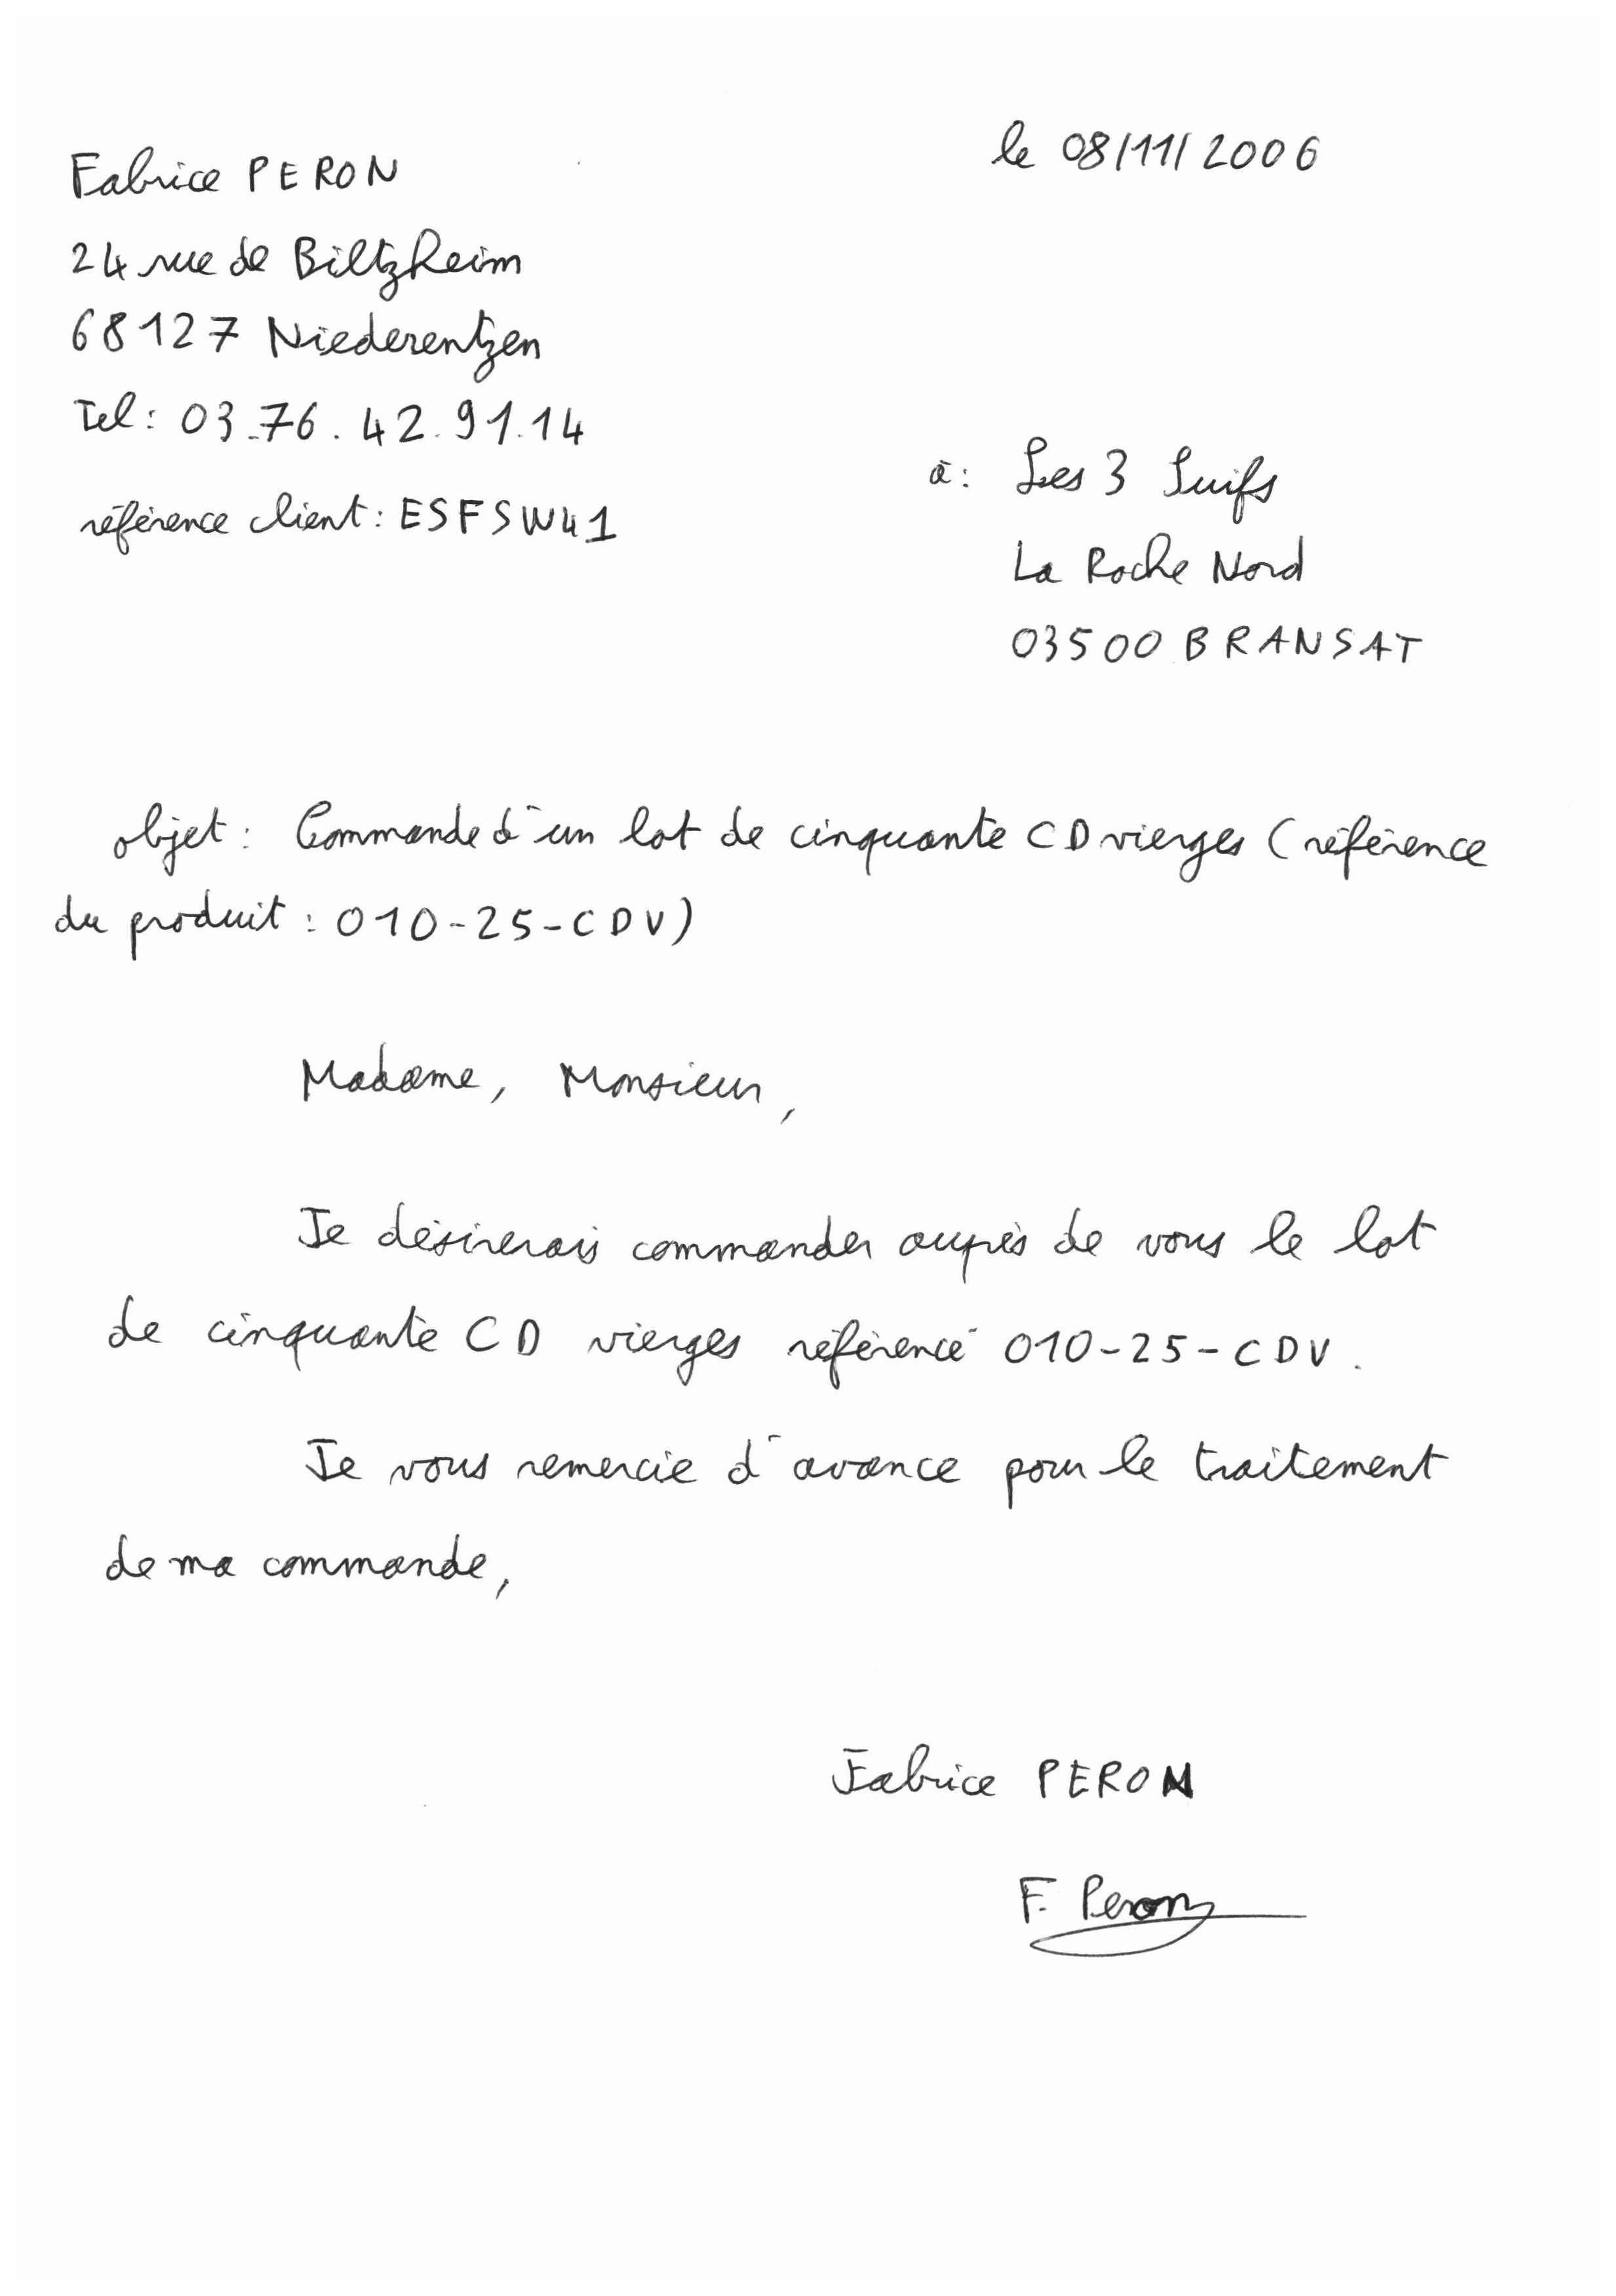 Fabrice PERON
le 08/11/2006
24 rue de Biltzheim
68127 Niederentzen
Tel : 03.76.42.91.14
référence client : ESFSW41
à : Les 3 Suifs
La Roche Nord
03500 BRANSAT
objet : Commande d'un lot de cinquante CD vierges (référence
du produit : 010-25-CDV)
Madame, Monsieur,
Je désirerais commander auprès de vous le lot
de cinquante CD vierges référencé 010-25-CDV.
Je vous remercie d'avance pour le traitement
de ma commande,
Fabrice PERON
F. Peron